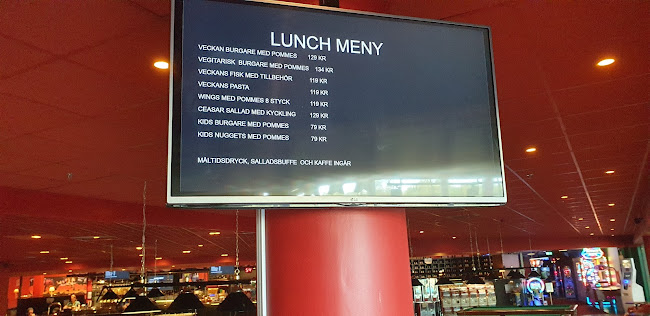 LUNCH MENY
VECKAN BURGARE MED POMMES 129 KR
VEGITARISK BURGARE MED POMMES 134 KR
VECKANS FISK MED TILLBEHÖR 119 KR
VECKANS PASTA 119 KR
WINGS MED POMMES 8 STYCK 119 KR
CEASAR SALLAD MED KYCKLING 129 KR
KIDS BURGARE MED POMMES 79 KR
KIDS NUGGETS MED POMMES 79 KR
MÅLTIDSDRYCK, SALLADSBUFFE OCH KAFFE INGÅR